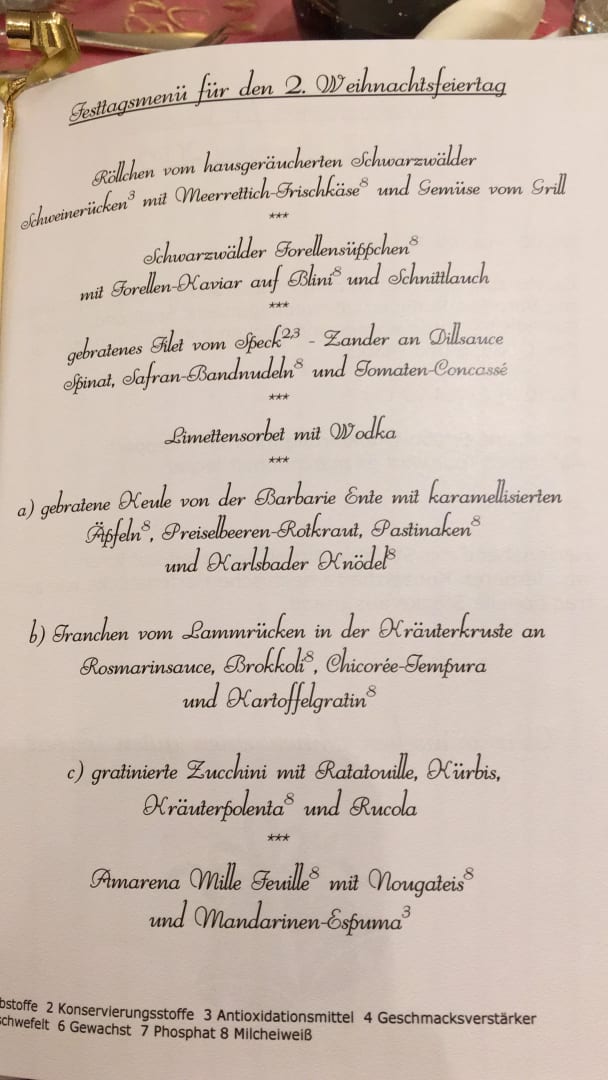 Festtagsmenü für den 2. Weihnachtsfeiertag
Röllchen vom hausgeräucherten Schwarzwälder
Schweinerücken³ mit Meerrettich-Frischkäse⁸ und Gemüse vom Grill
***
Schwarzwälder Forellensüppchen⁸
mit Forellen-Kaviar auf Blini⁸ und Schnittlauch
***
gebratenes Filet vom Speck²,³ - Zander an Dillsauce
Spinat, Safran-Bandnudeln⁸ und Tomaten-Concassé
***
Limettensorbet mit Wodka
***
a) gebratene Keule von der Barbarie Ente mit karamellisierten
Äpfeln⁸, Preiselbeeren-Rotkraut, Pastinaken⁸
und Karlsbader Knödel⁸
b) Tranchen vom Lammrücken in der Kräuterkruste an
Rosmarinsauce, Brokkoli⁸, Chicorée-Tempura
und Kartoffelgratin⁸
c) gratinierte Zucchini mit Ratatouille, Kürbis,
Kräuterpolenta⁸ und Rucola
***
Amarena Mille Feuille⁸ mit Nougateis⁸
und Mandarinen-Espuma³
bstoffe 2 Konservierungsstoffe 3 Antioxidationsmittel 4 Geschmacksverstärker
schwefelt 6 Gewachst 7 Phosphat 8 Milcheiweiß